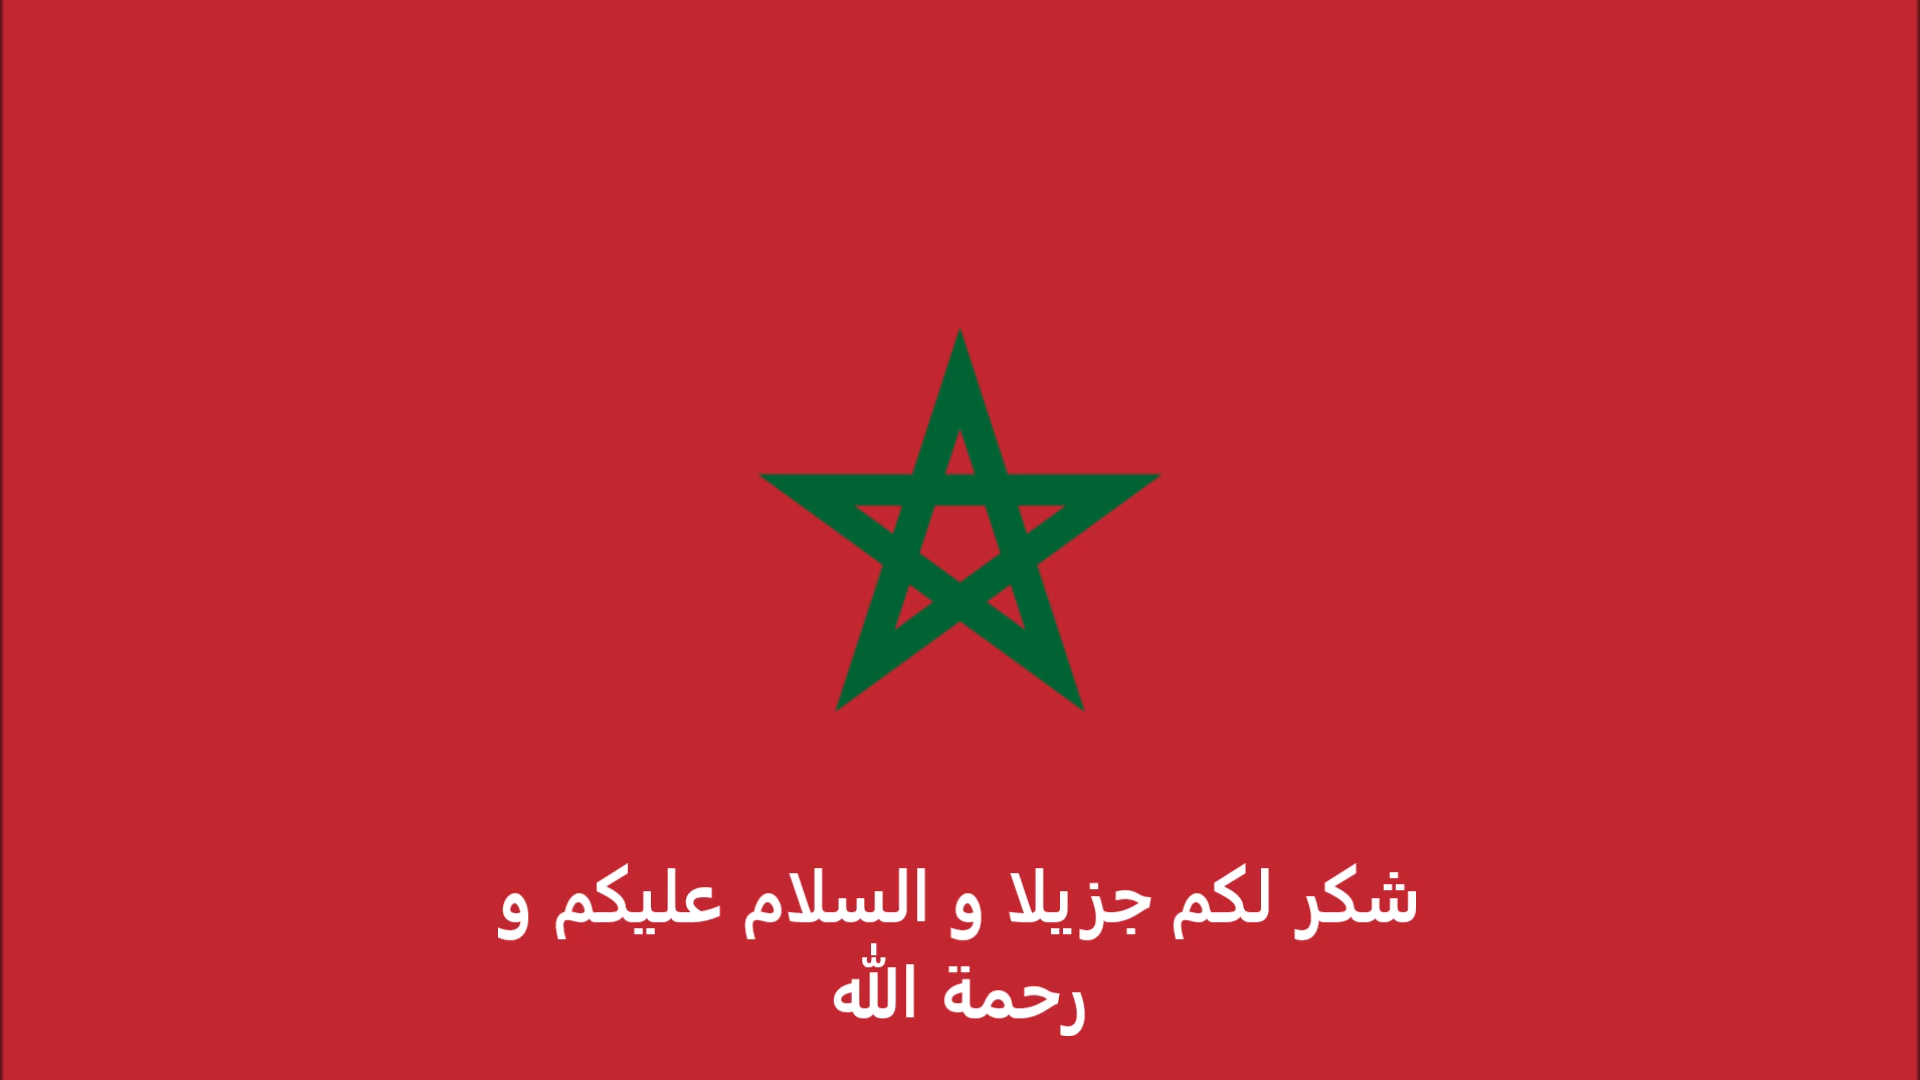 شكر لكم جزيلا و السلام عليكم و
رحمة الله